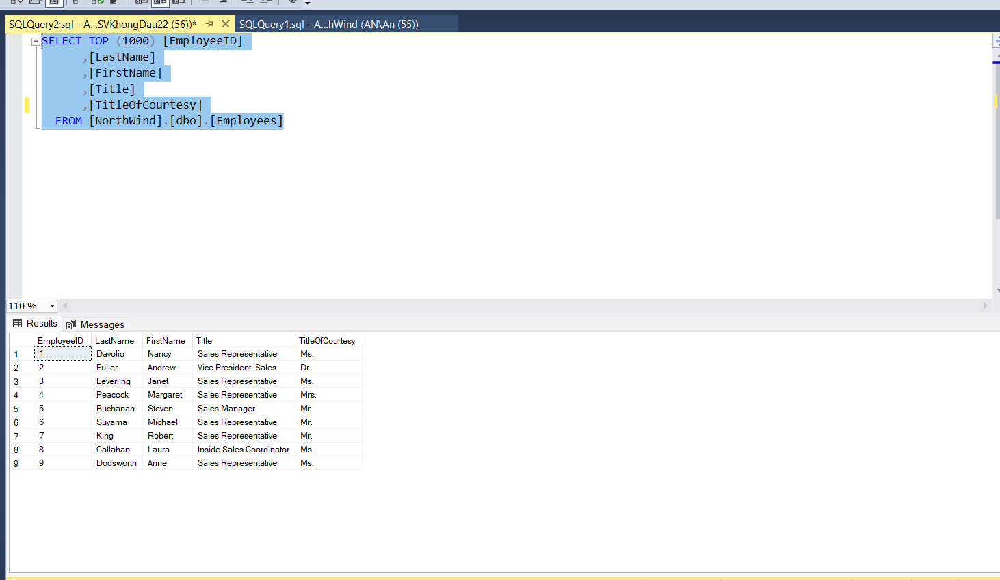 SQLQuery2.sql - A...SVKhongDau22 (56))* SQLQuery1.sql - A...hWind (AN\An (55))
SELECT TOP (1000) [EmployeeID]
,[LastName]
,[FirstName]
,[Title]
,[TitleOfCourtesy]
FROM [NorthWind].[dbo].[Employees]
110 %
Results Messages
EmployeeID LastName FirstName Title TitleOfCourtesy
1 1 Davolio Nancy Sales Representative Ms.
2 2 Fuller Andrew Vice President, Sales Dr.
3 3 Leverling Janet Sales Representative Ms.
4 4 Peacock Margaret Sales Representative Mrs.
5 5 Buchanan Steven Sales Manager Mr.
6 6 Suyama Michael Sales Representative Mr.
7 7 King Robert Sales Representative Mr.
8 8 Callahan Laura Inside Sales Coordinator Ms.
9 9 Dodsworth Anne Sales Representative Ms.